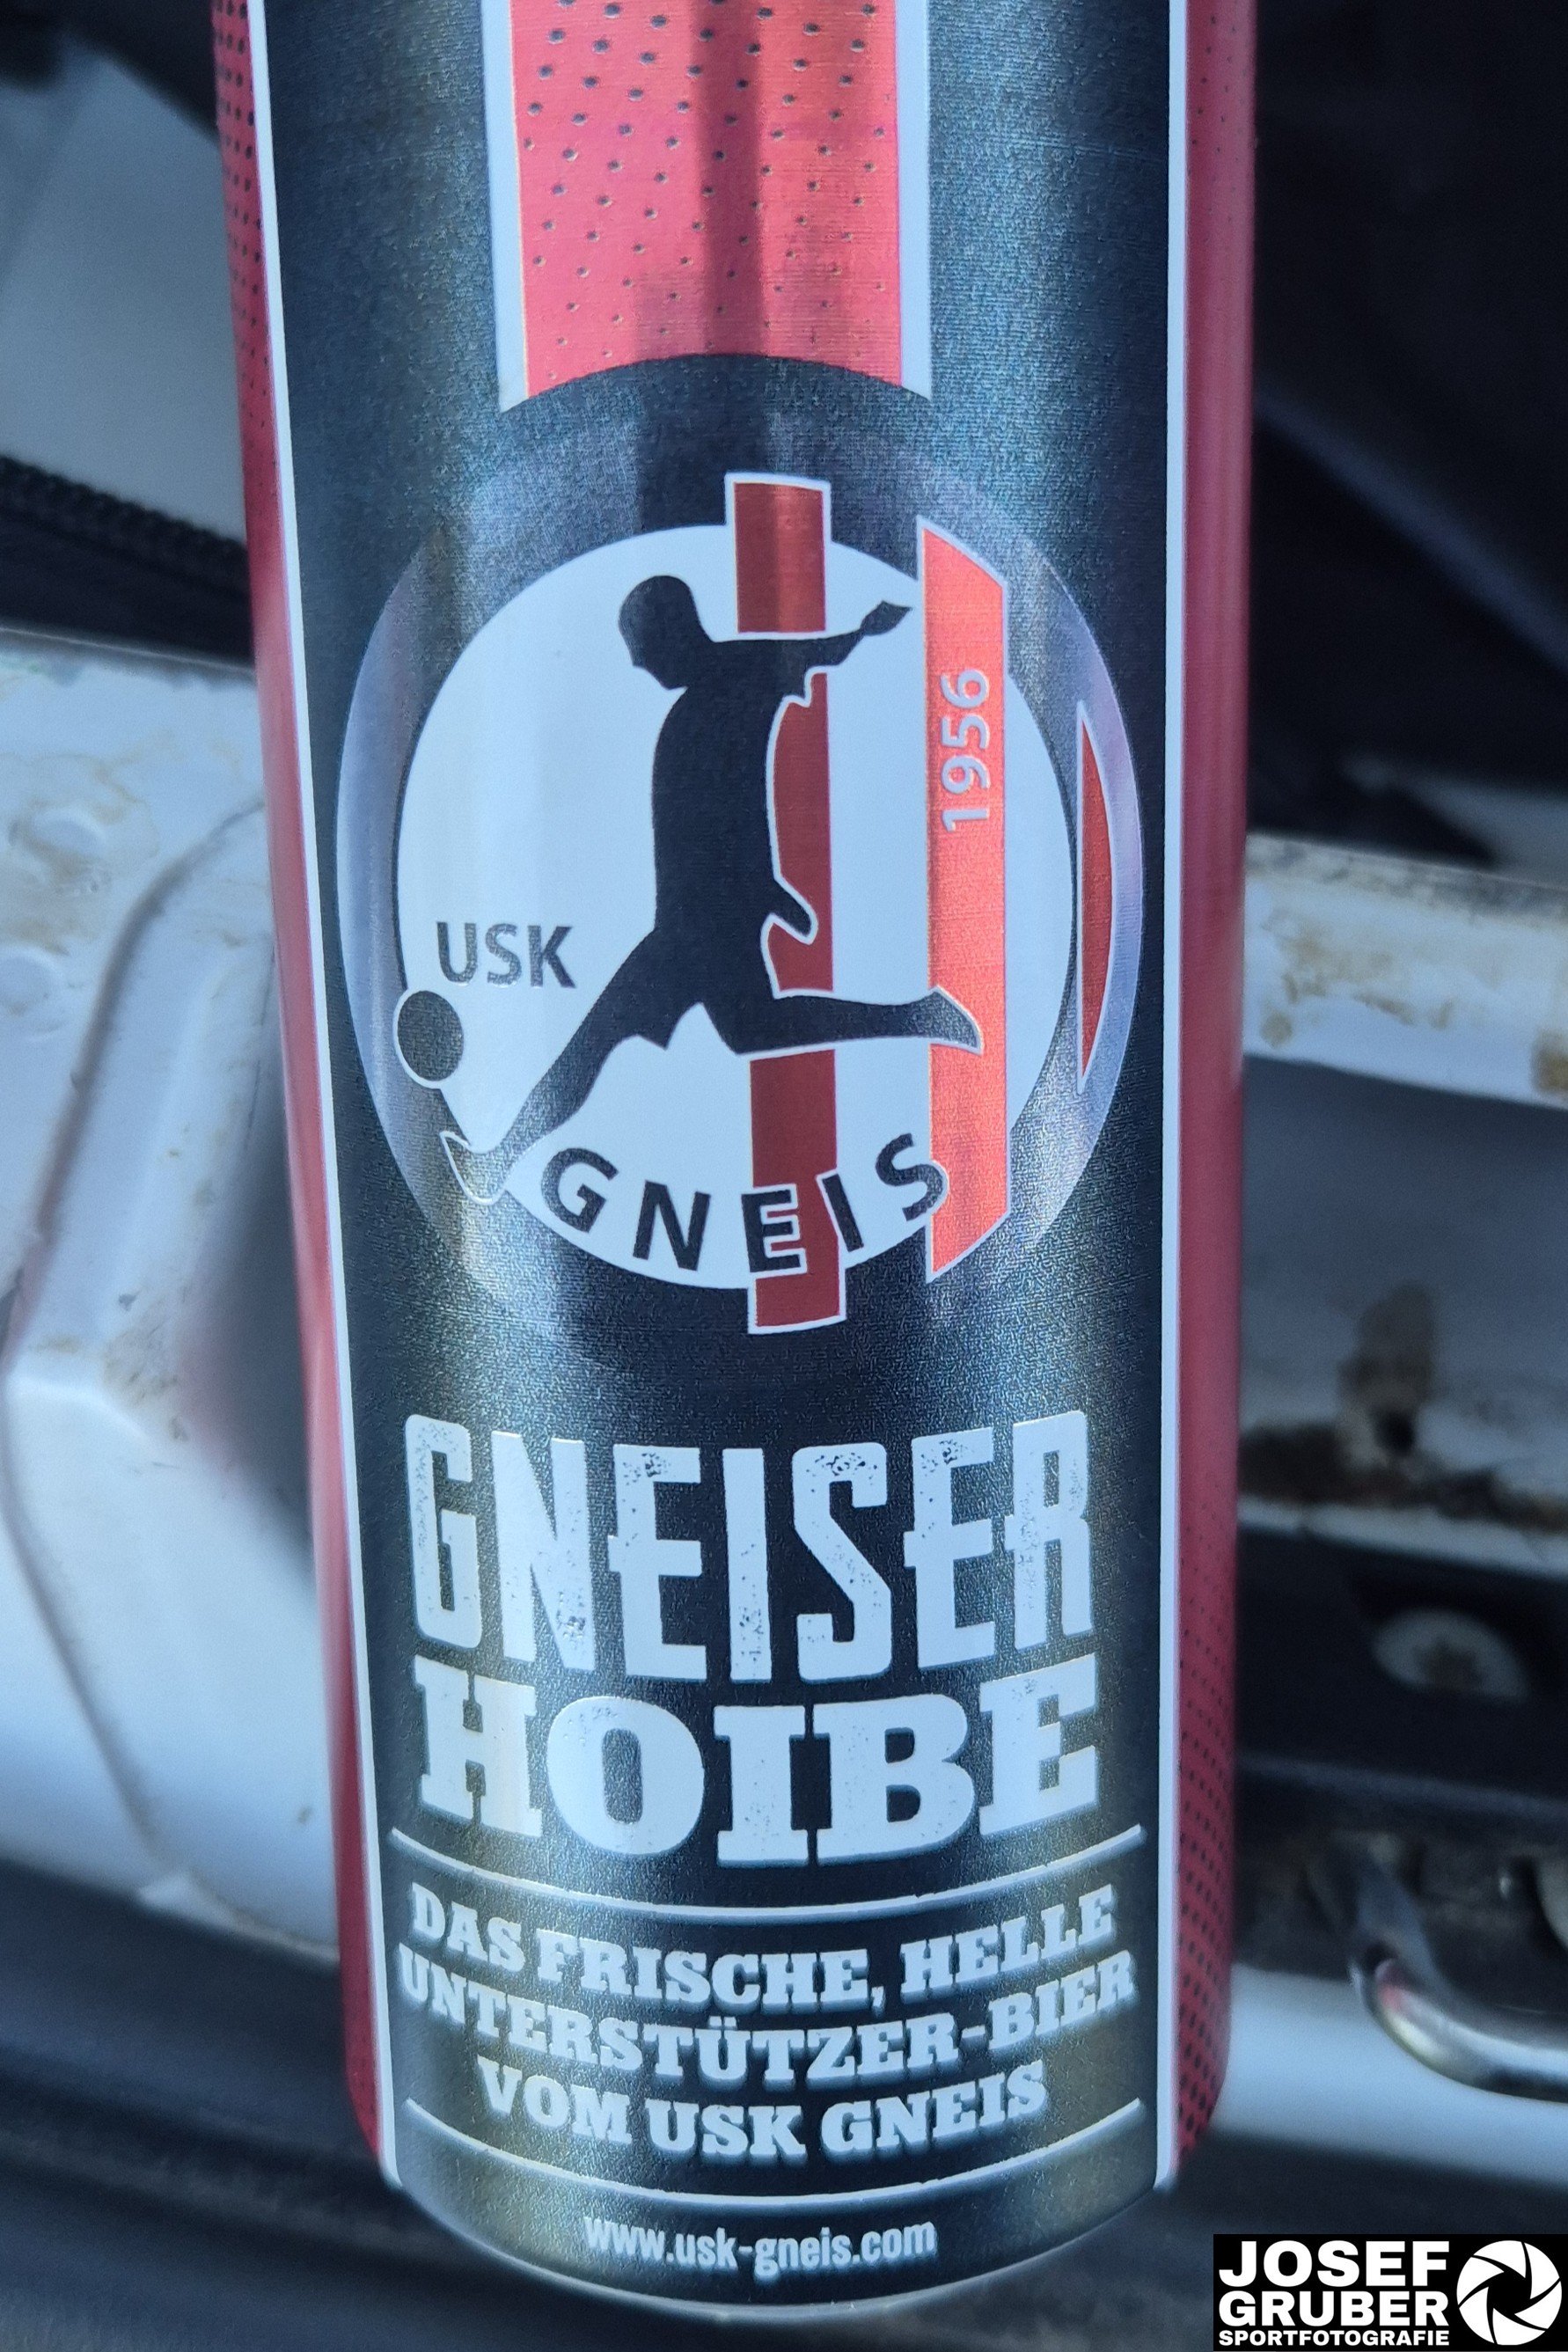 1956
USK
GNEIS
GNEISER
HOIBE
DAS FRISCHE, HELLE
UNTERSTÜTZER-BIER
VOM USK GNEIS
www.usk-gneis.com
JOSEF
GRUBER
SPORTFOTOGRAFIE